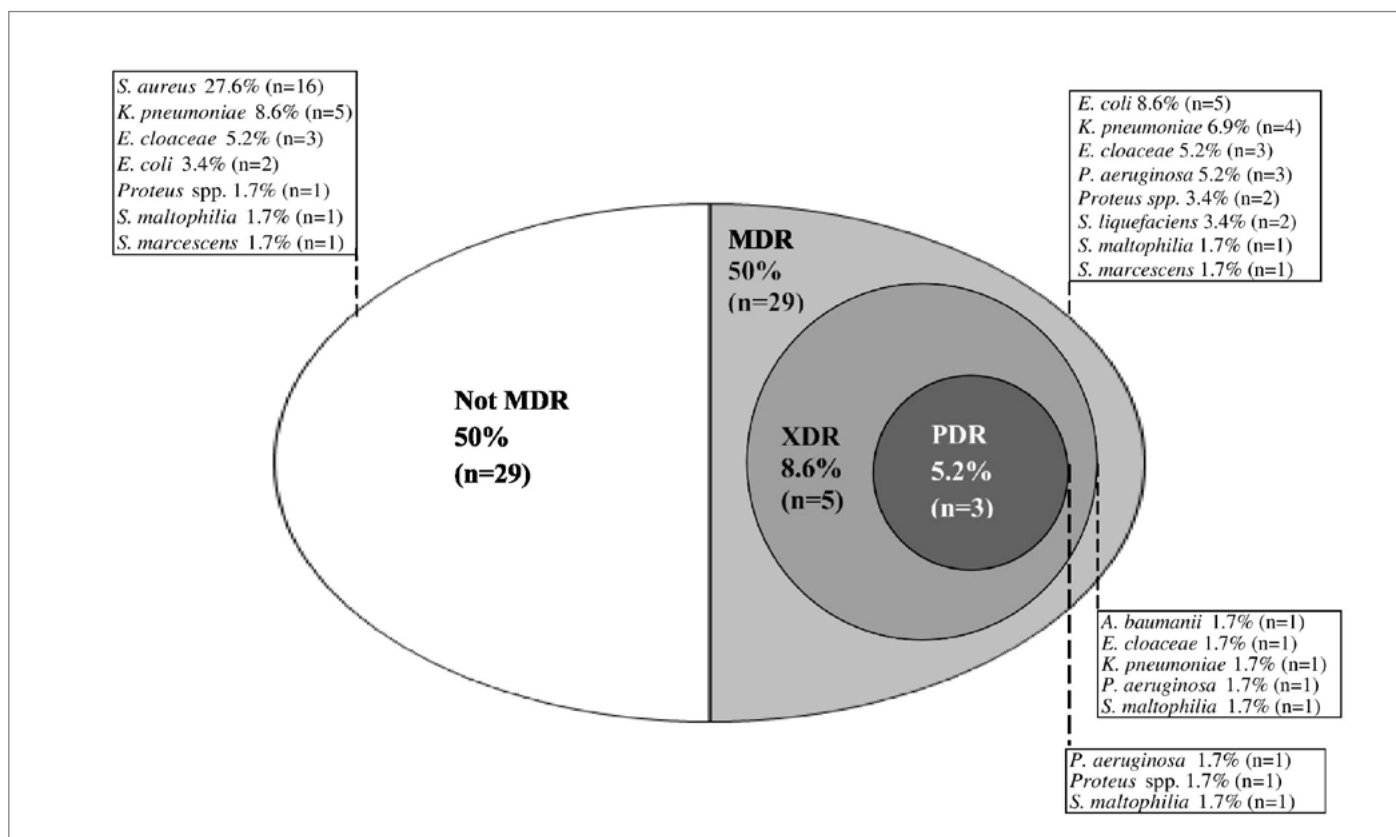 S. aureus 27.6% (n=16)
K. pneumoniae 8.6% (n=5)
E. cloaceae 5.2% (n=3)
E. coli 3.4% (n=2)
Proteus spp. 1.7% (n=1)
S. maltophilia 1.7% (n=1)
S. marcescens 1.7% (n=1)
E. coli 8.6% (n=5)
K. pneumoniae 6.9% (n=4)
E. cloaceae 5.2% (n=3)
P. aeruginosa 5.2% (n=3)
Proteus spp. 3.4% (n=2)
S. liquefaciens 3.4% (n=2)
S. maltophilia 1.7% (n=1)
S. marcescens 1.7% (n=1)
MDR
50%
(n=29)
Not MDR
50%
(n=29)
XDR
8.6%
(n=5)
PDR
5.2%
(n=3)
A. baumanii 1.7% (n=1)
E. cloaceae 1.7% (n=1)
K. pneumoniae 1.7% (n=1)
P. aeruginosa 1.7% (n=1)
S. maltophilia 1.7% (n=1)
P. aeruginosa 1.7% (n=1)
Proteus spp. 1.7% (n=1)
S. maltophilia 1.7% (n=1)